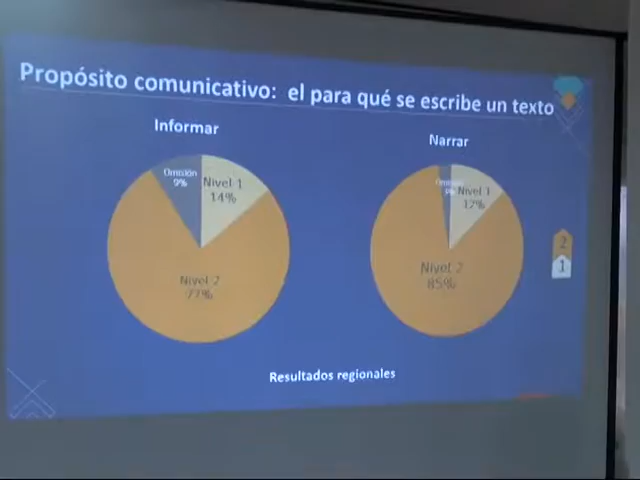 Propósito comunicativo: el para qué se escribe un texto
Informar
Narrar
Omisión
9%
Nivel 1
14%
Nivel 2
77%
Omisión
Nivel 1
12%
Nivel 2
85%
2
1
Resultados regionales